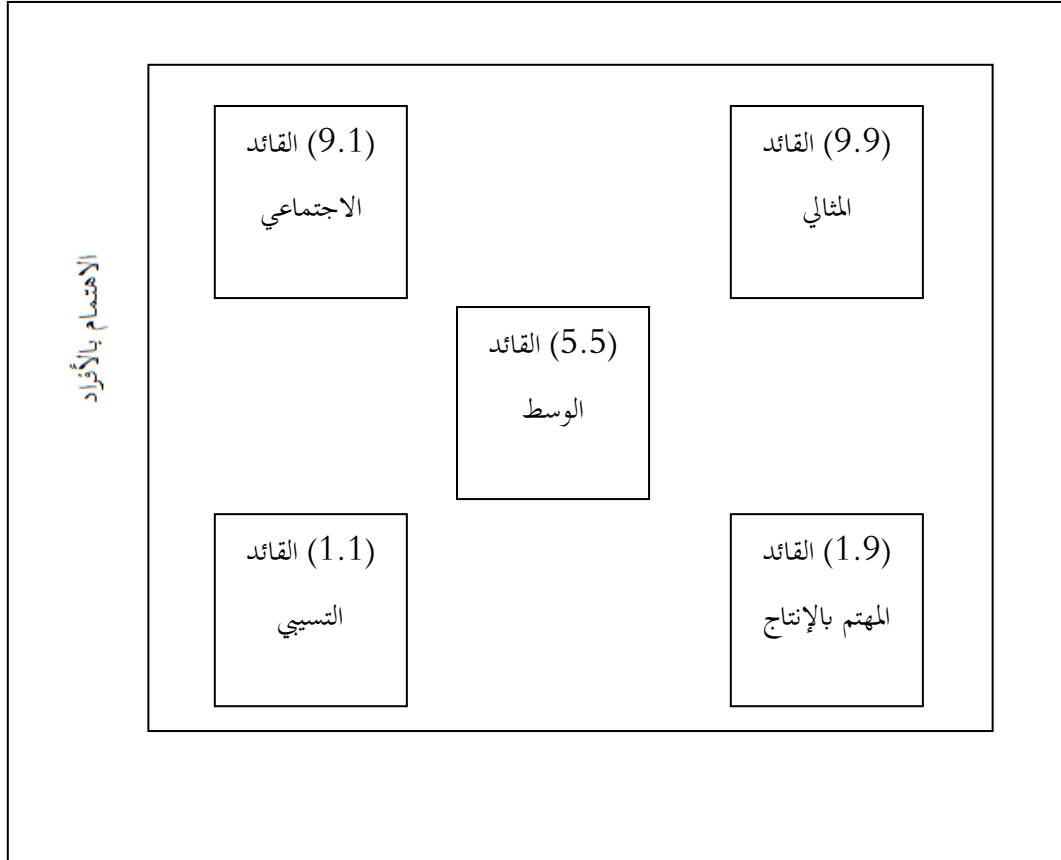 (9.9) القائد
المثالي
(9.1) القائد
الاجتماعي
الاهتمام بالأفراد
(5.5) القائد
الوسط
(1.9) القائد
المهتم بالإنتاج
(1.1) القائد
التسيبي